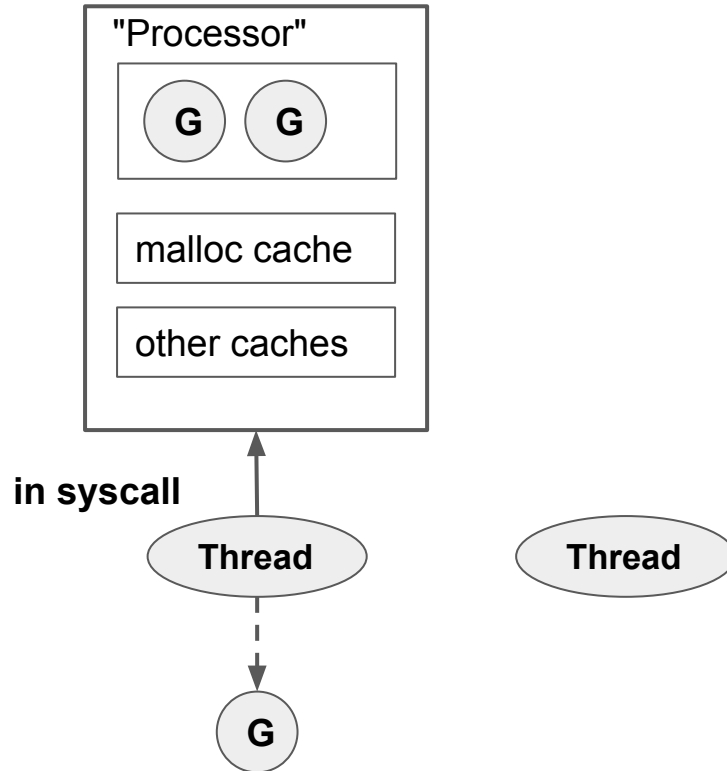 "Processor"
G G
malloc cache
other caches
in syscall
Thread Thread
G